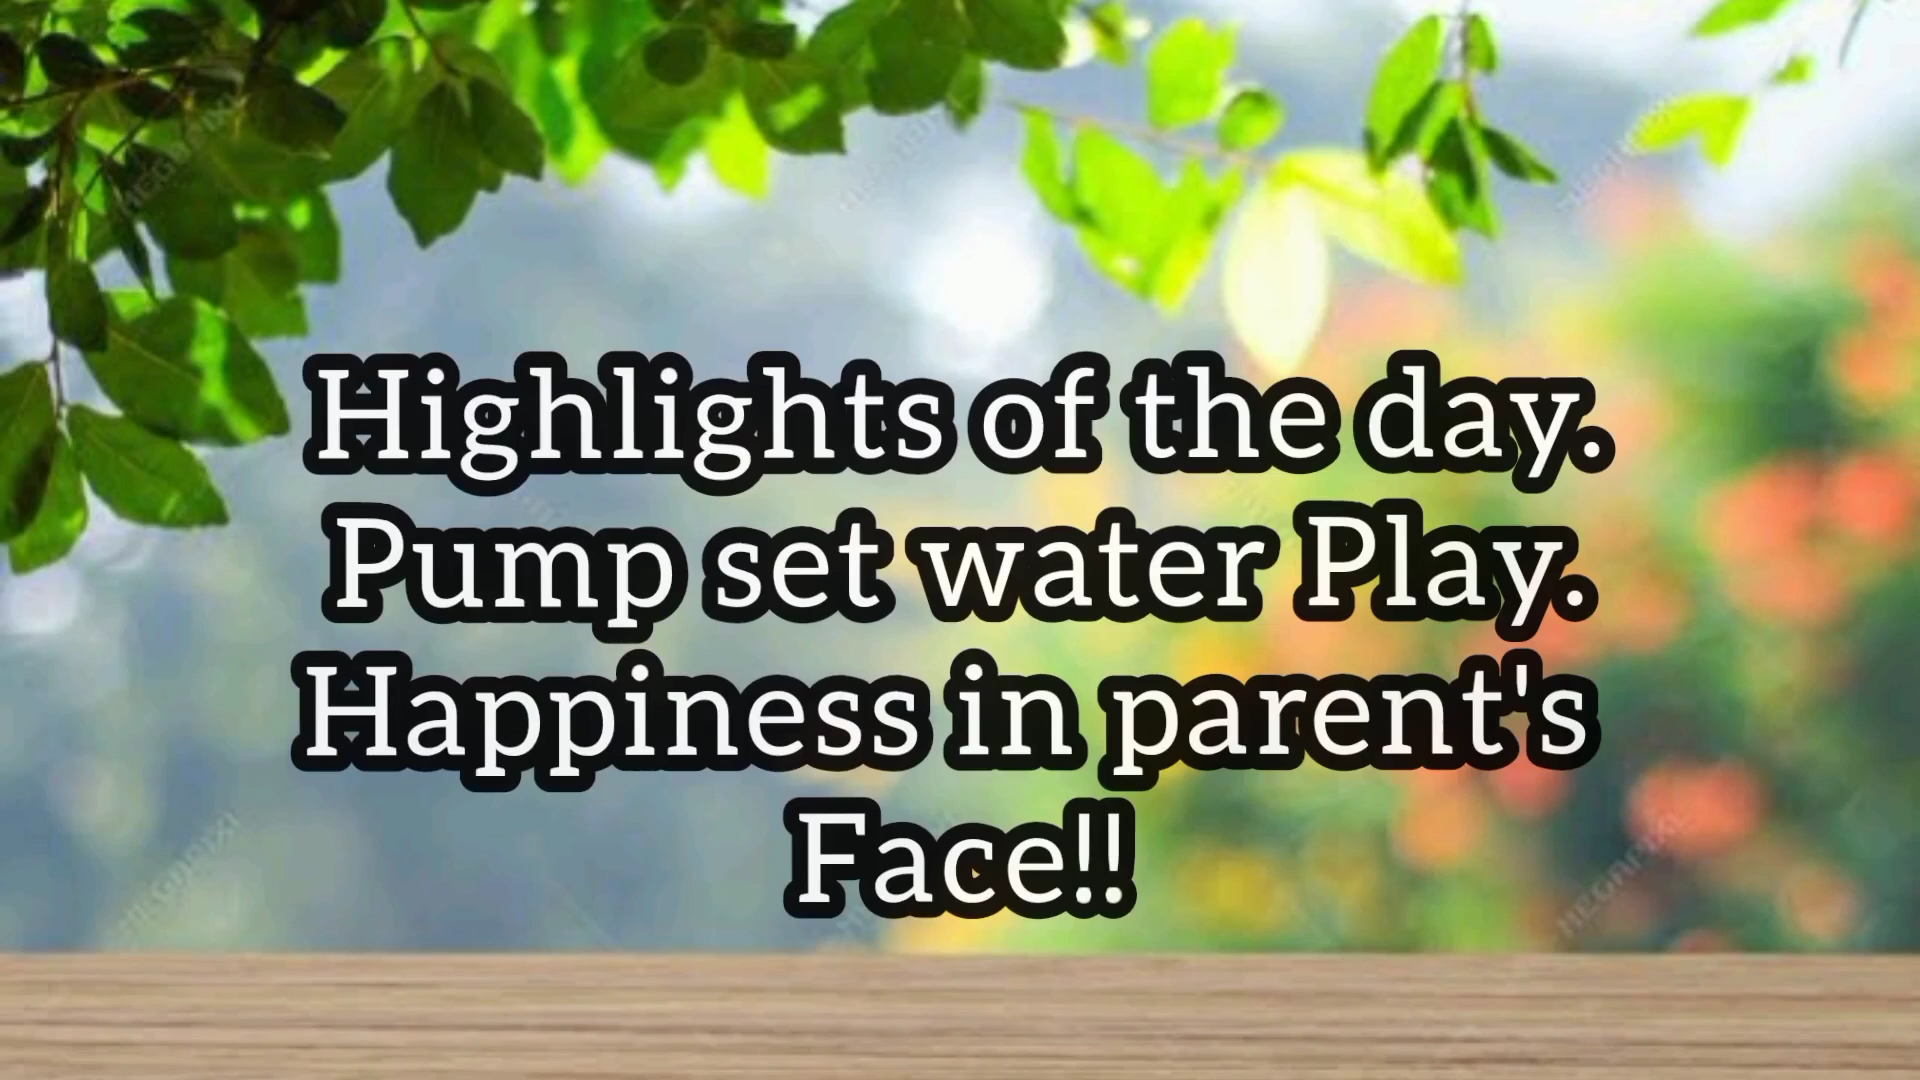 Highlights of the day.
Pump set water Play.
Happiness in parent's
Face!!